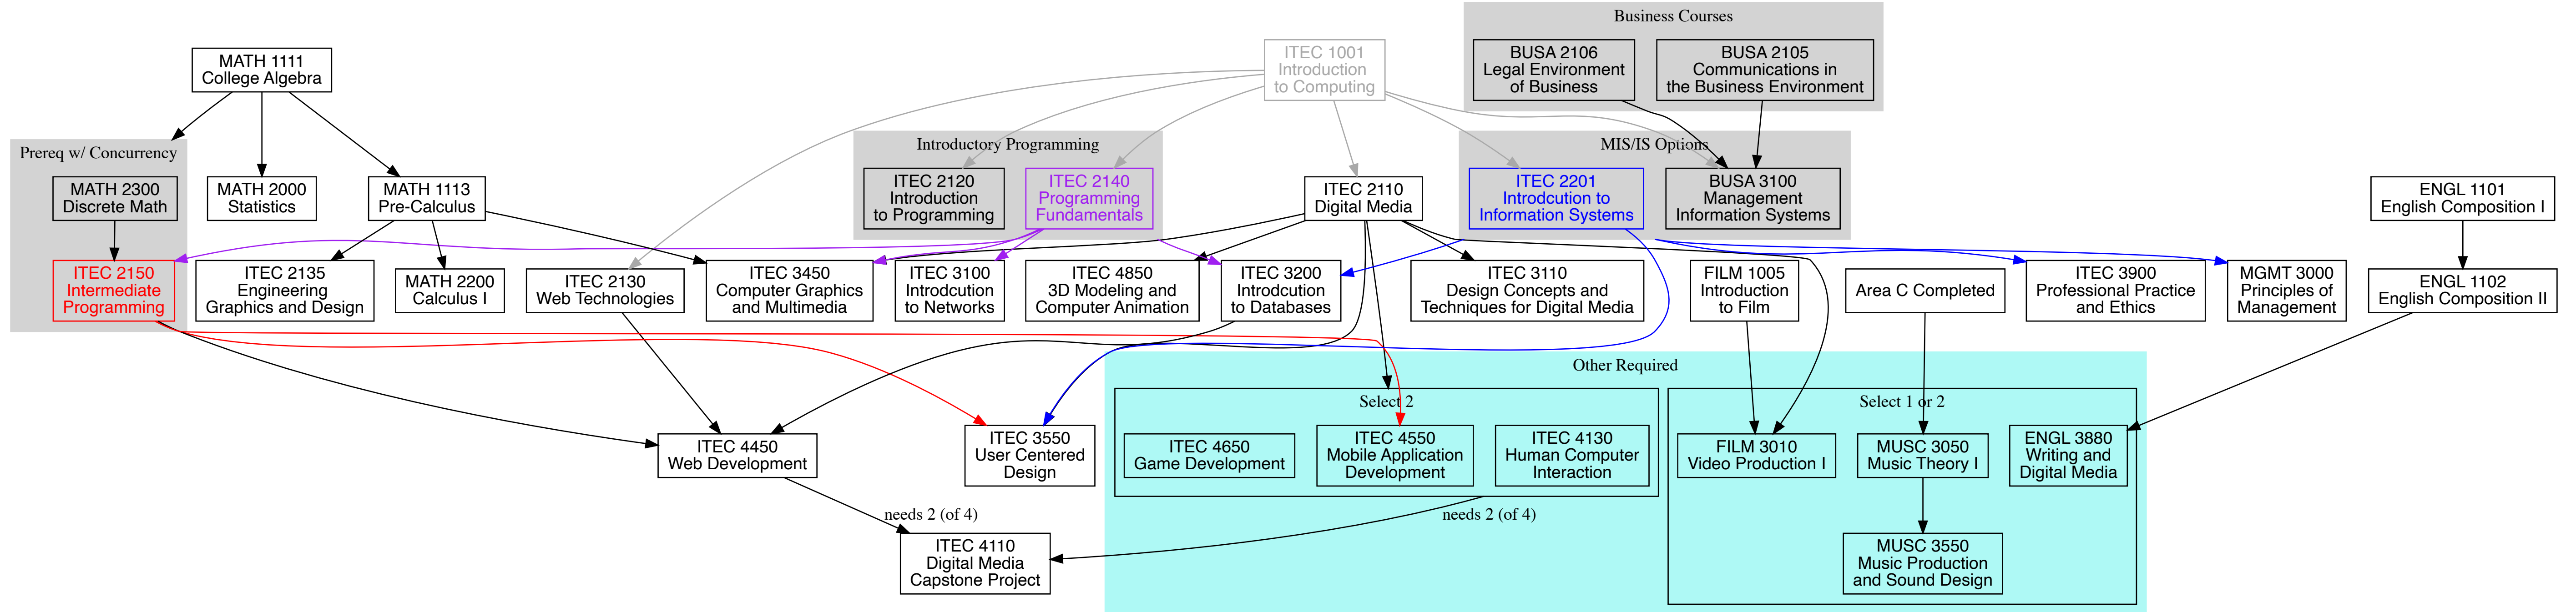 Business Courses
MATH 1111
College Algebra
ITEC 1001
Introduction
to Computing
BUSA 2106
Legal Environment
of Business
BUSA 2105
Communications in
the Business Environment
Prereq w/ Concurrency
Introductory Programming
MIS/IS Options
MATH 2300
Discrete Math
MATH 2000
Statistics
MATH 1113
Pre-Calculus
ITEC 2120
Introduction
to Programming
ITEC 2140
Programming
Fundamentals
ITEC 2110
Digital Media
ITEC 2201
Introdcution to
Information Systems
BUSA 3100
Management
Information Systems
ENGL 1101
English Composition I
ITEC 2150
Intermediate
Programming
ITEC 2135
Engineering
Graphics and Design
MATH 2200
Calculus I
ITEC 2130
Web Technologies
ITEC 3450
Computer Graphics
and Multimedia
ITEC 3100
Introdcution
to Networks
ITEC 4850
3D Modeling and
Computer Animation
ITEC 3200
Introdcution
to Databases
ITEC 3110
Design Concepts and
Techniques for Digital Media
FILM 1005
Introduction
to Film
Area C Completed
ITEC 3900
Professional Practice
and Ethics
MGMT 3000
Principles of
Management
ENGL 1102
English Composition II
Other Required
Select 2
Select 1 or 2
ITEC 4450
Web Development
ITEC 3550
User Centered
Design
ITEC 4650
Game Development
ITEC 4550
Mobile Application
Development
ITEC 4130
Human Computer
Interaction
FILM 3010
Video Production I
MUSC 3050
Music Theory I
ENGL 3880
Writing and
Digital Media
needs 2 (of 4)
needs 2 (of 4)
ITEC 4110
Digital Media
Capstone Project
MUSC 3550
Music Production
and Sound Design